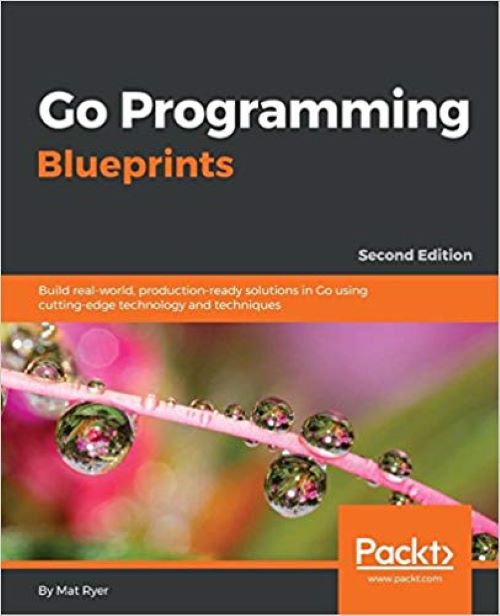 Go Programming
Blueprints
Second Edition
Build real-world, production-ready solutions in Go using
cutting-edge technology and techniques
Packt>
www.packt.com
By Mat Ryer